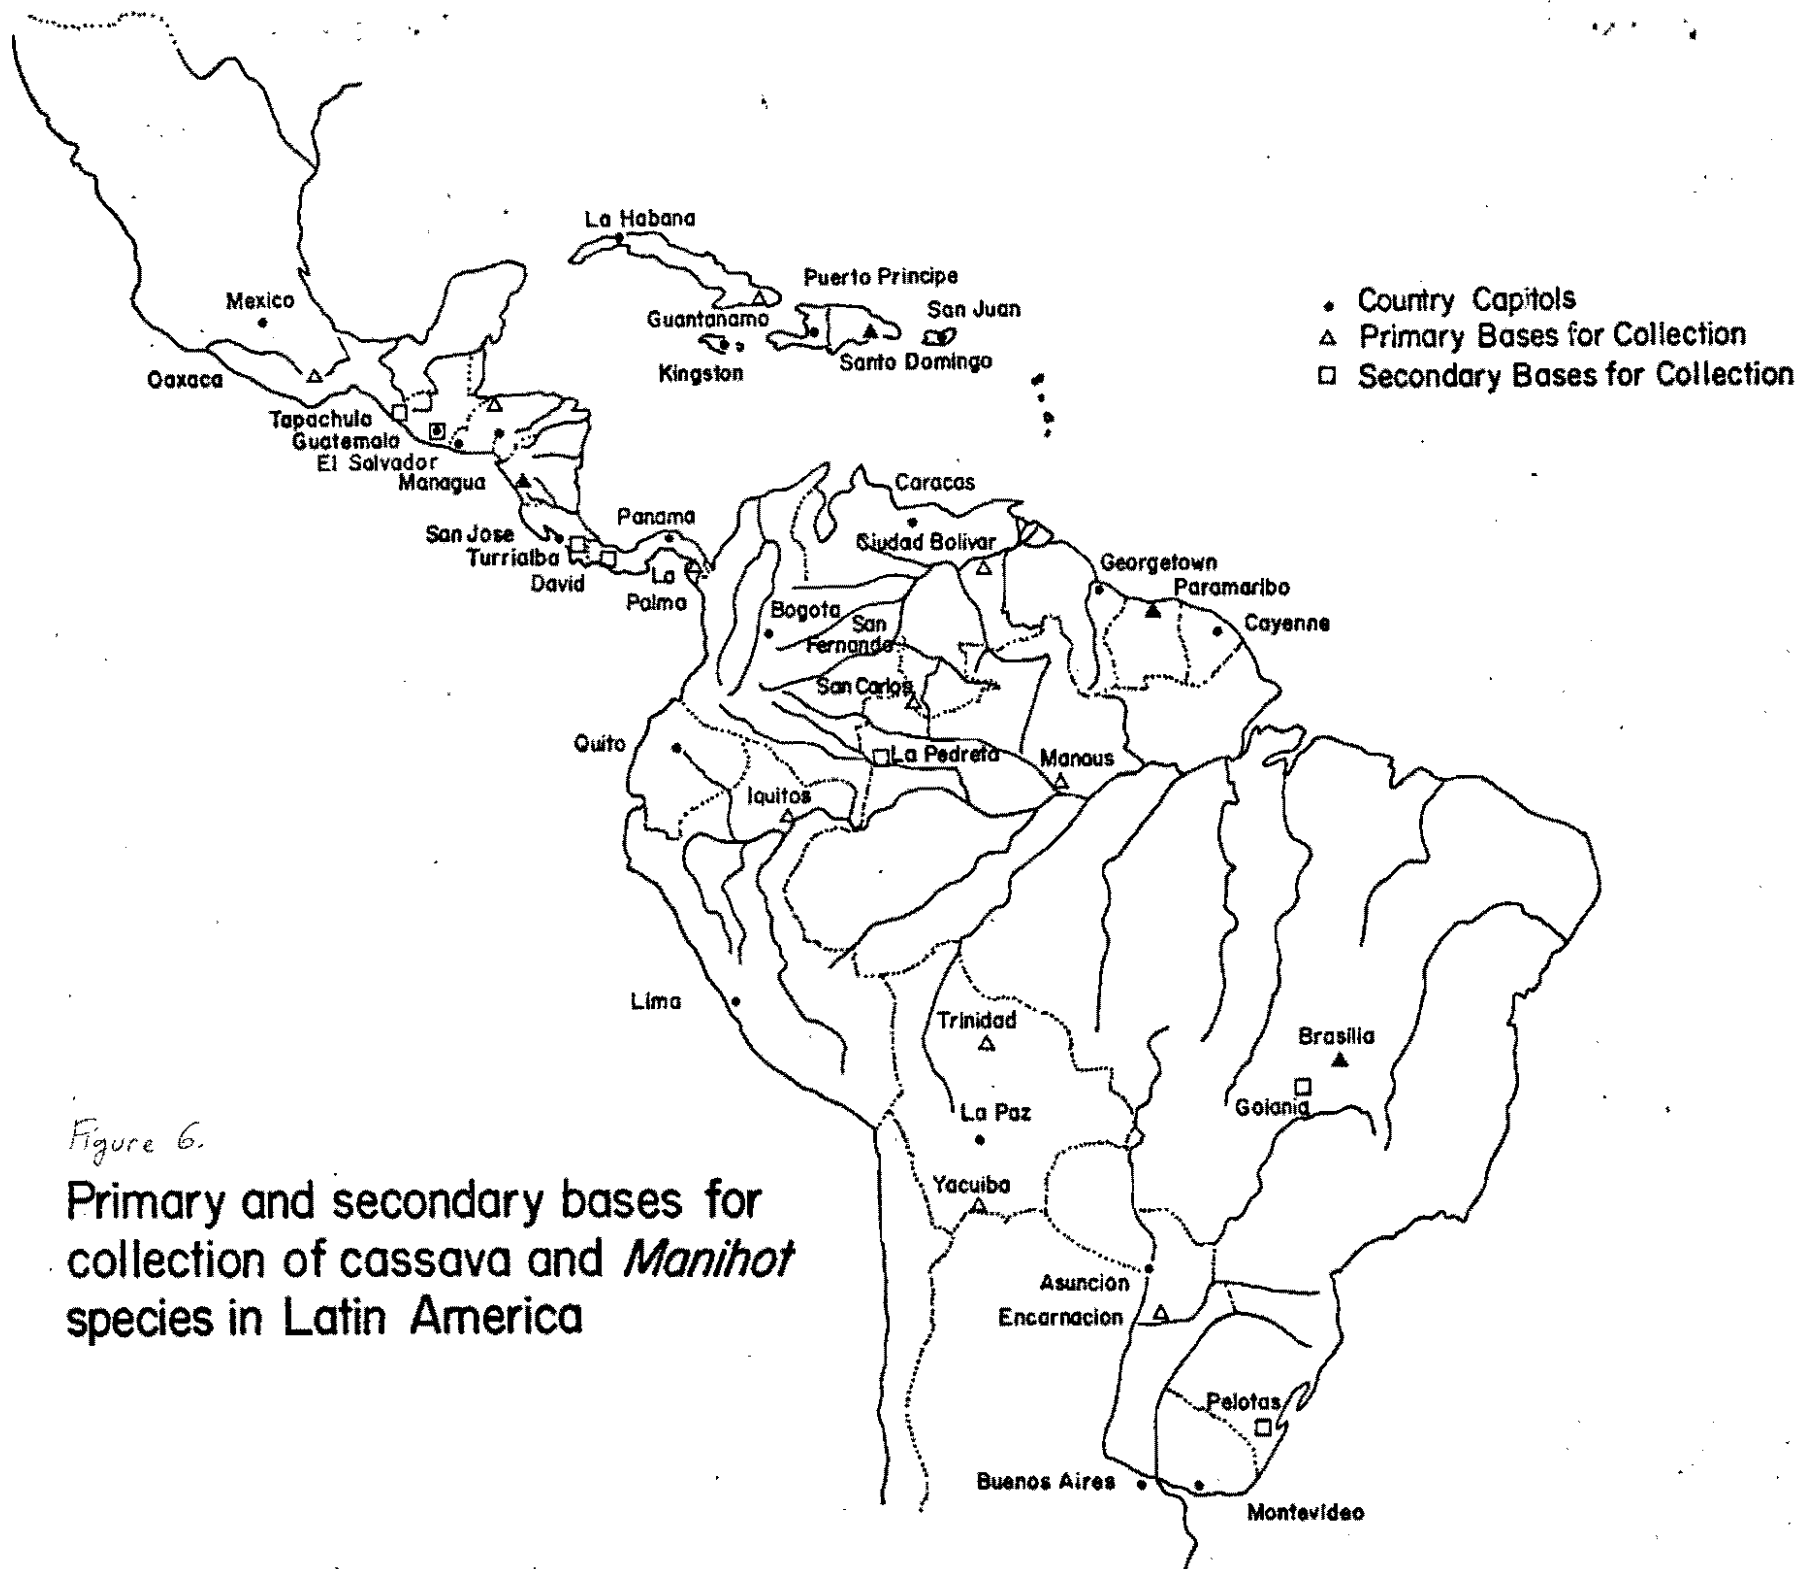 La Habana
Puerto Principe
San Juan
Country Capitols
Mexico
Guantanamo
Primary Bases for Collection
Santo Domingo
Kingston
Oaxaca
Secondary Bases for Collection
Tapachula
Guatemala
El Salvador
Managua
Caracas
Panama
San Jose
Ciudad Bolivar
Turrialba
Georgetown
David
La
Palma
Paramaribo
Bogota
San
Fernando
Cayenne
San Carlos
Quito
La Pedreta
Manaus
Iquitos
Lima
Trinidad
Brasilia
Goiania
La Paz
Figure 6.
Primary and secondary bases for
collection of cassava and Manihot
species in Latin America
Yacuiba
Asunción
Encarnacion
Pelotas
Buenos Aires
Montevideo